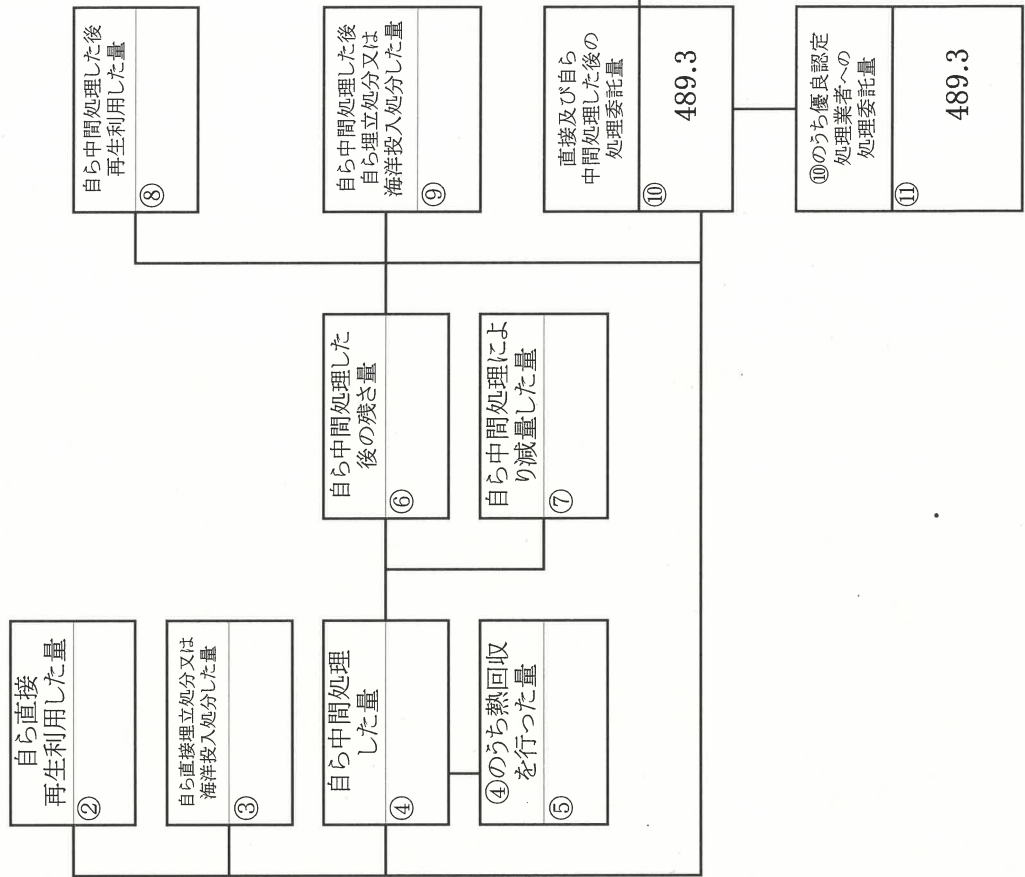 自ら直接
再生利用した量
②
自ら直接埋立処分又は
海洋投入処分した量
③
自ら中間処理
した量
④
④のうち熱回収
を行った量
⑤
自ら中間処理した
後の残さ量
⑥
自ら中間処理によ
り減量した量
⑦
自ら中間処理した後
再生利用した量
⑧
自ら中間処理した後
自ら埋立処分又は
海洋投入処分した量
⑨
直接及び自ら
中間処理した後の
処理委託量
⑩
489.3
⑩のうち優良認定
処理業者への
処理委託量
⑪
489.3